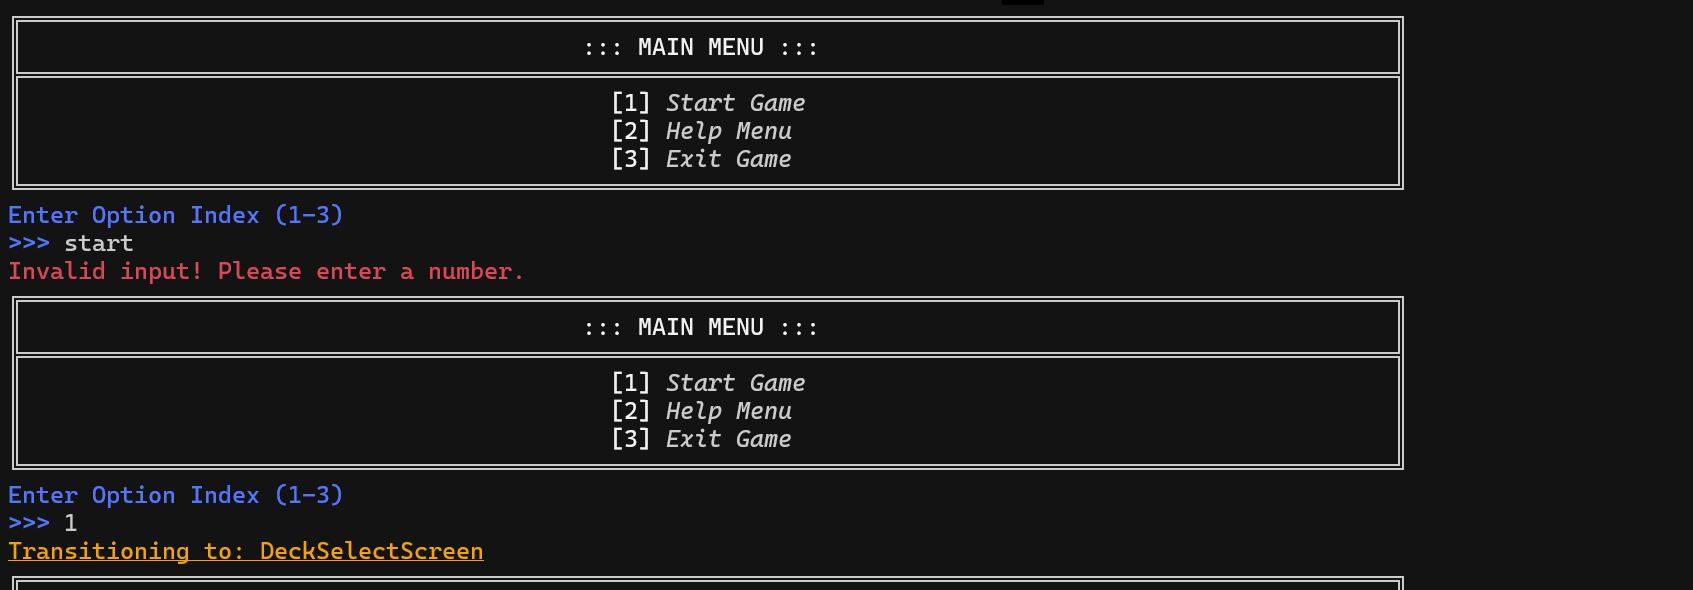 ::: MAIN MENU :::
[1] Start Game
[2] Help Menu
[3] Exit Game
Enter Option Index (1-3)
>>> start
Invalid input! Please enter a number.
::: MAIN MENU :::
[1] Start Game
[2] Help Menu
[3] Exit Game
Enter Option Index (1-3)
>>> 1
Transitioning to: DeckSelectScreen